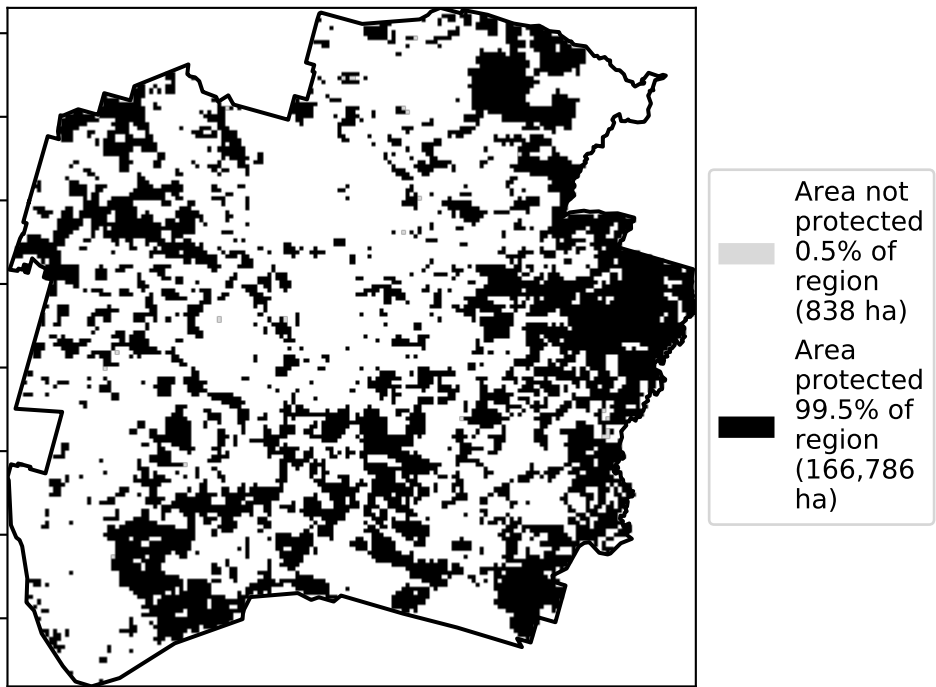 Area not
protected
0.5% of
region
(838 ha)
Area
protected
99.5% of
region
(166,786
ha)